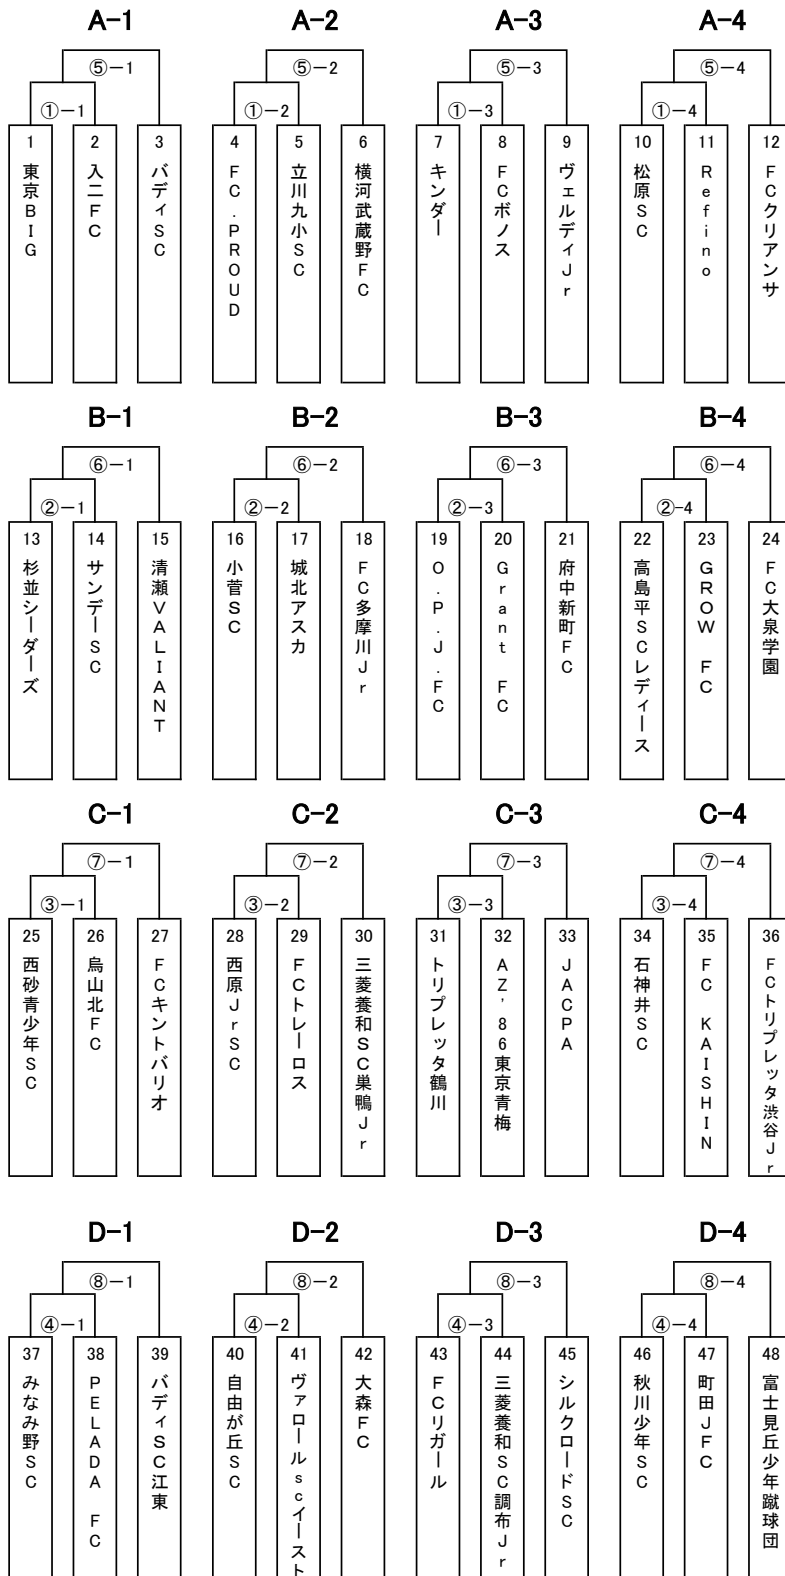 A-1
A-2
A-3
A-4
⑤-1
⑤-2
⑤-3
⑤-4
①-1
①-2
①-3
①-4
1
東京BIG
2
入二FC
3
バディSC
4
FC.PROUD
5
立川九小SC
6
横河武蔵野FC
7
キンダー
8
FCボノス
9
ヴェルディJr
10
松原SC
11
Refino
12
FCクリアンサ
B-1
B-2
B-3
B-4
⑥-1
⑥-2
⑥-3
⑥-4
②-1
②-2
②-3
②-4
13
杉並シーダーズ
14
サンデーSC
15
清瀬VALIANT
16
小菅SC
17
城北アスカ
18
FC多摩川Jr
19
O.P.J.FC
20
Grant FC
21
府中新町FC
22
高島平SCレディース
23
GROW FC
24
FC大泉学園
C-1
C-2
C-3
C-4
⑦-1
⑦-2
⑦-3
⑦-4
③-1
③-2
③-3
③-4
25
西砂青少年SC
26
烏山北FC
27
FCキントバリオ
28
西原JrSC
29
FCトレーロス
30
三菱養和SC巣鴨Jr
31
トリプレッタ鶴川
32
AZ'86東京青梅
33
JACPA
34
石神井SC
35
FC KAISHIN
36
FCトリプレッタ渋谷Jr
D-1
D-2
D-3
D-4
⑧-1
⑧-2
⑧-3
⑧-4
④-1
④-2
④-3
④-4
37
みなみ野SC
38
PELADA FC
39
バディSC江東
40
自由が丘SC
41
ヴァロールscイースト
42
大森FC
43
FCリガール
44
三菱養和SC調布Jr
45
シルクロードSC
46
秋川少年SC
47
町田JFC
48
富士見丘少年蹴球団